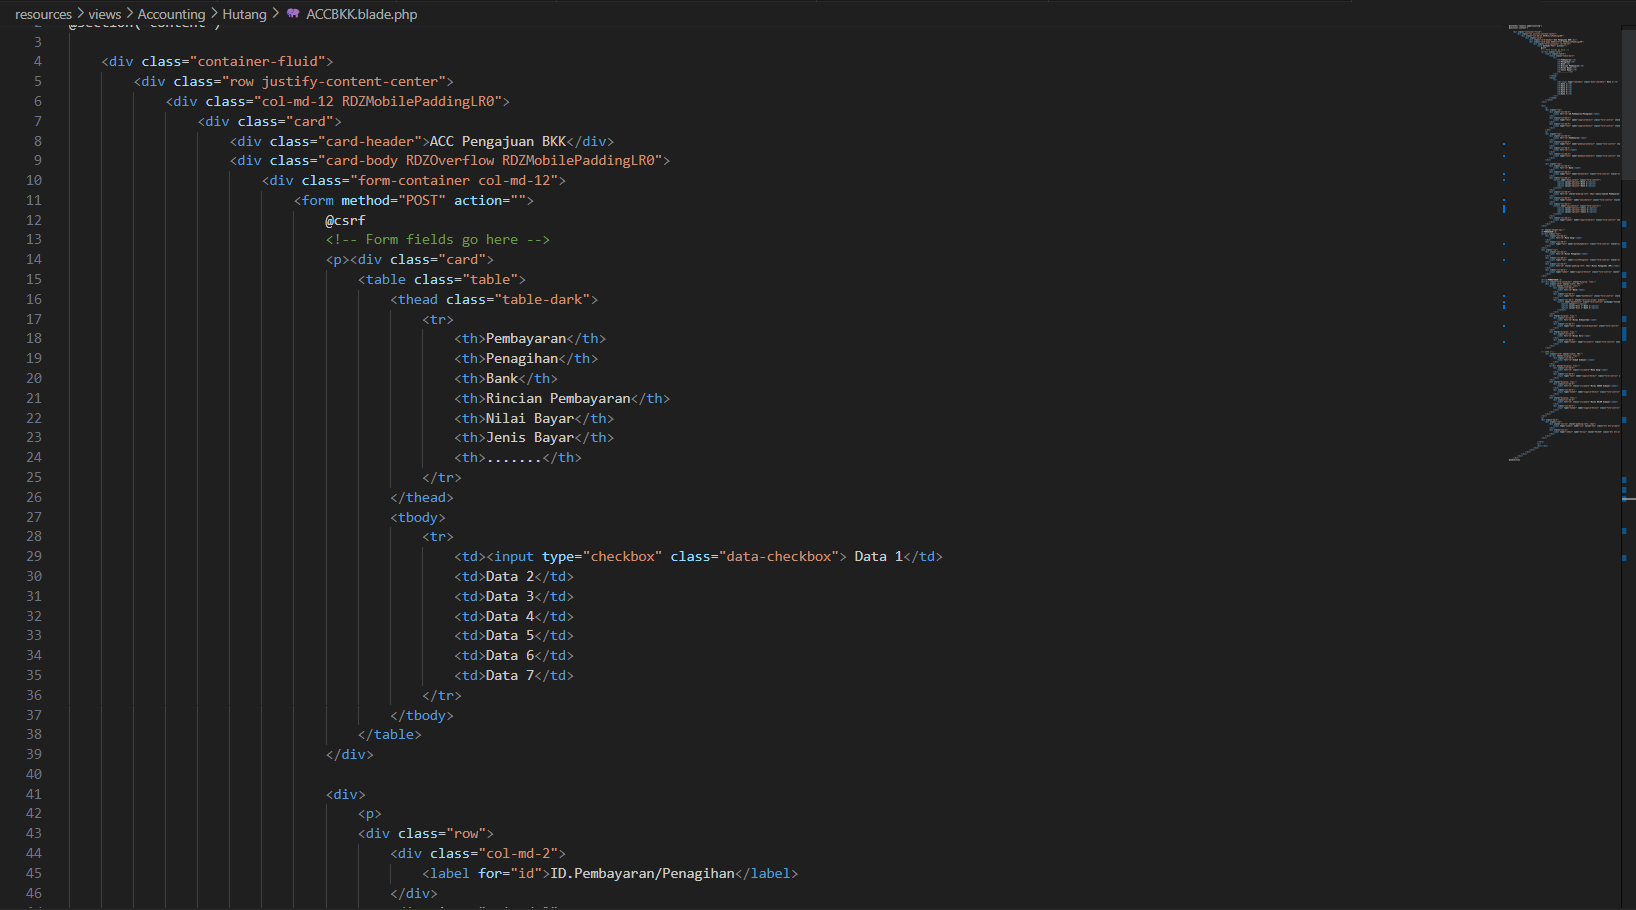 resources > views > Accounting > Hutang > ACCBKK.blade.php
2 @section('content')
3
4 <div class="container-fluid">
5 <div class="row justify-content-center">
6 <div class="col-md-12 RDZMobilePaddingLR0">
7 <div class="card">
8 <div class="card-header">ACC Pengajuan BKK</div>
9 <div class="card-body RDZOverflow RDZMobilePaddingLR0">
10 <div class="form-container col-md-12">
11 <form method="POST" action="">
12 @csrf
13 <!-- Form fields go here -->
14 <p><div class="card">
15 <table class="table">
16 <thead class="table-dark">
17 <tr>
18 <th>Pembayaran</th>
19 <th>Penagihan</th>
20 <th>Bank</th>
21 <th>Rincian Pembayaran</th>
22 <th>Nilai Bayar</th>
23 <th>Jenis Bayar</th>
24 <th>.......</th>
25 </tr>
26 </thead>
27 <tbody>
28 <tr>
29 <td><input type="checkbox" class="data-checkbox"> Data 1</td>
30 <td>Data 2</td>
31 <td>Data 3</td>
32 <td>Data 4</td>
33 <td>Data 5</td>
34 <td>Data 6</td>
35 <td>Data 7</td>
36 </tr>
37 </tbody>
38 </table>
39 </div>
40
41 <div>
42 <p>
43 <div class="row">
44 <div class="col-md-2">
45 <label for="id">ID.Pembayaran/Penagihan</label>
46 </div>